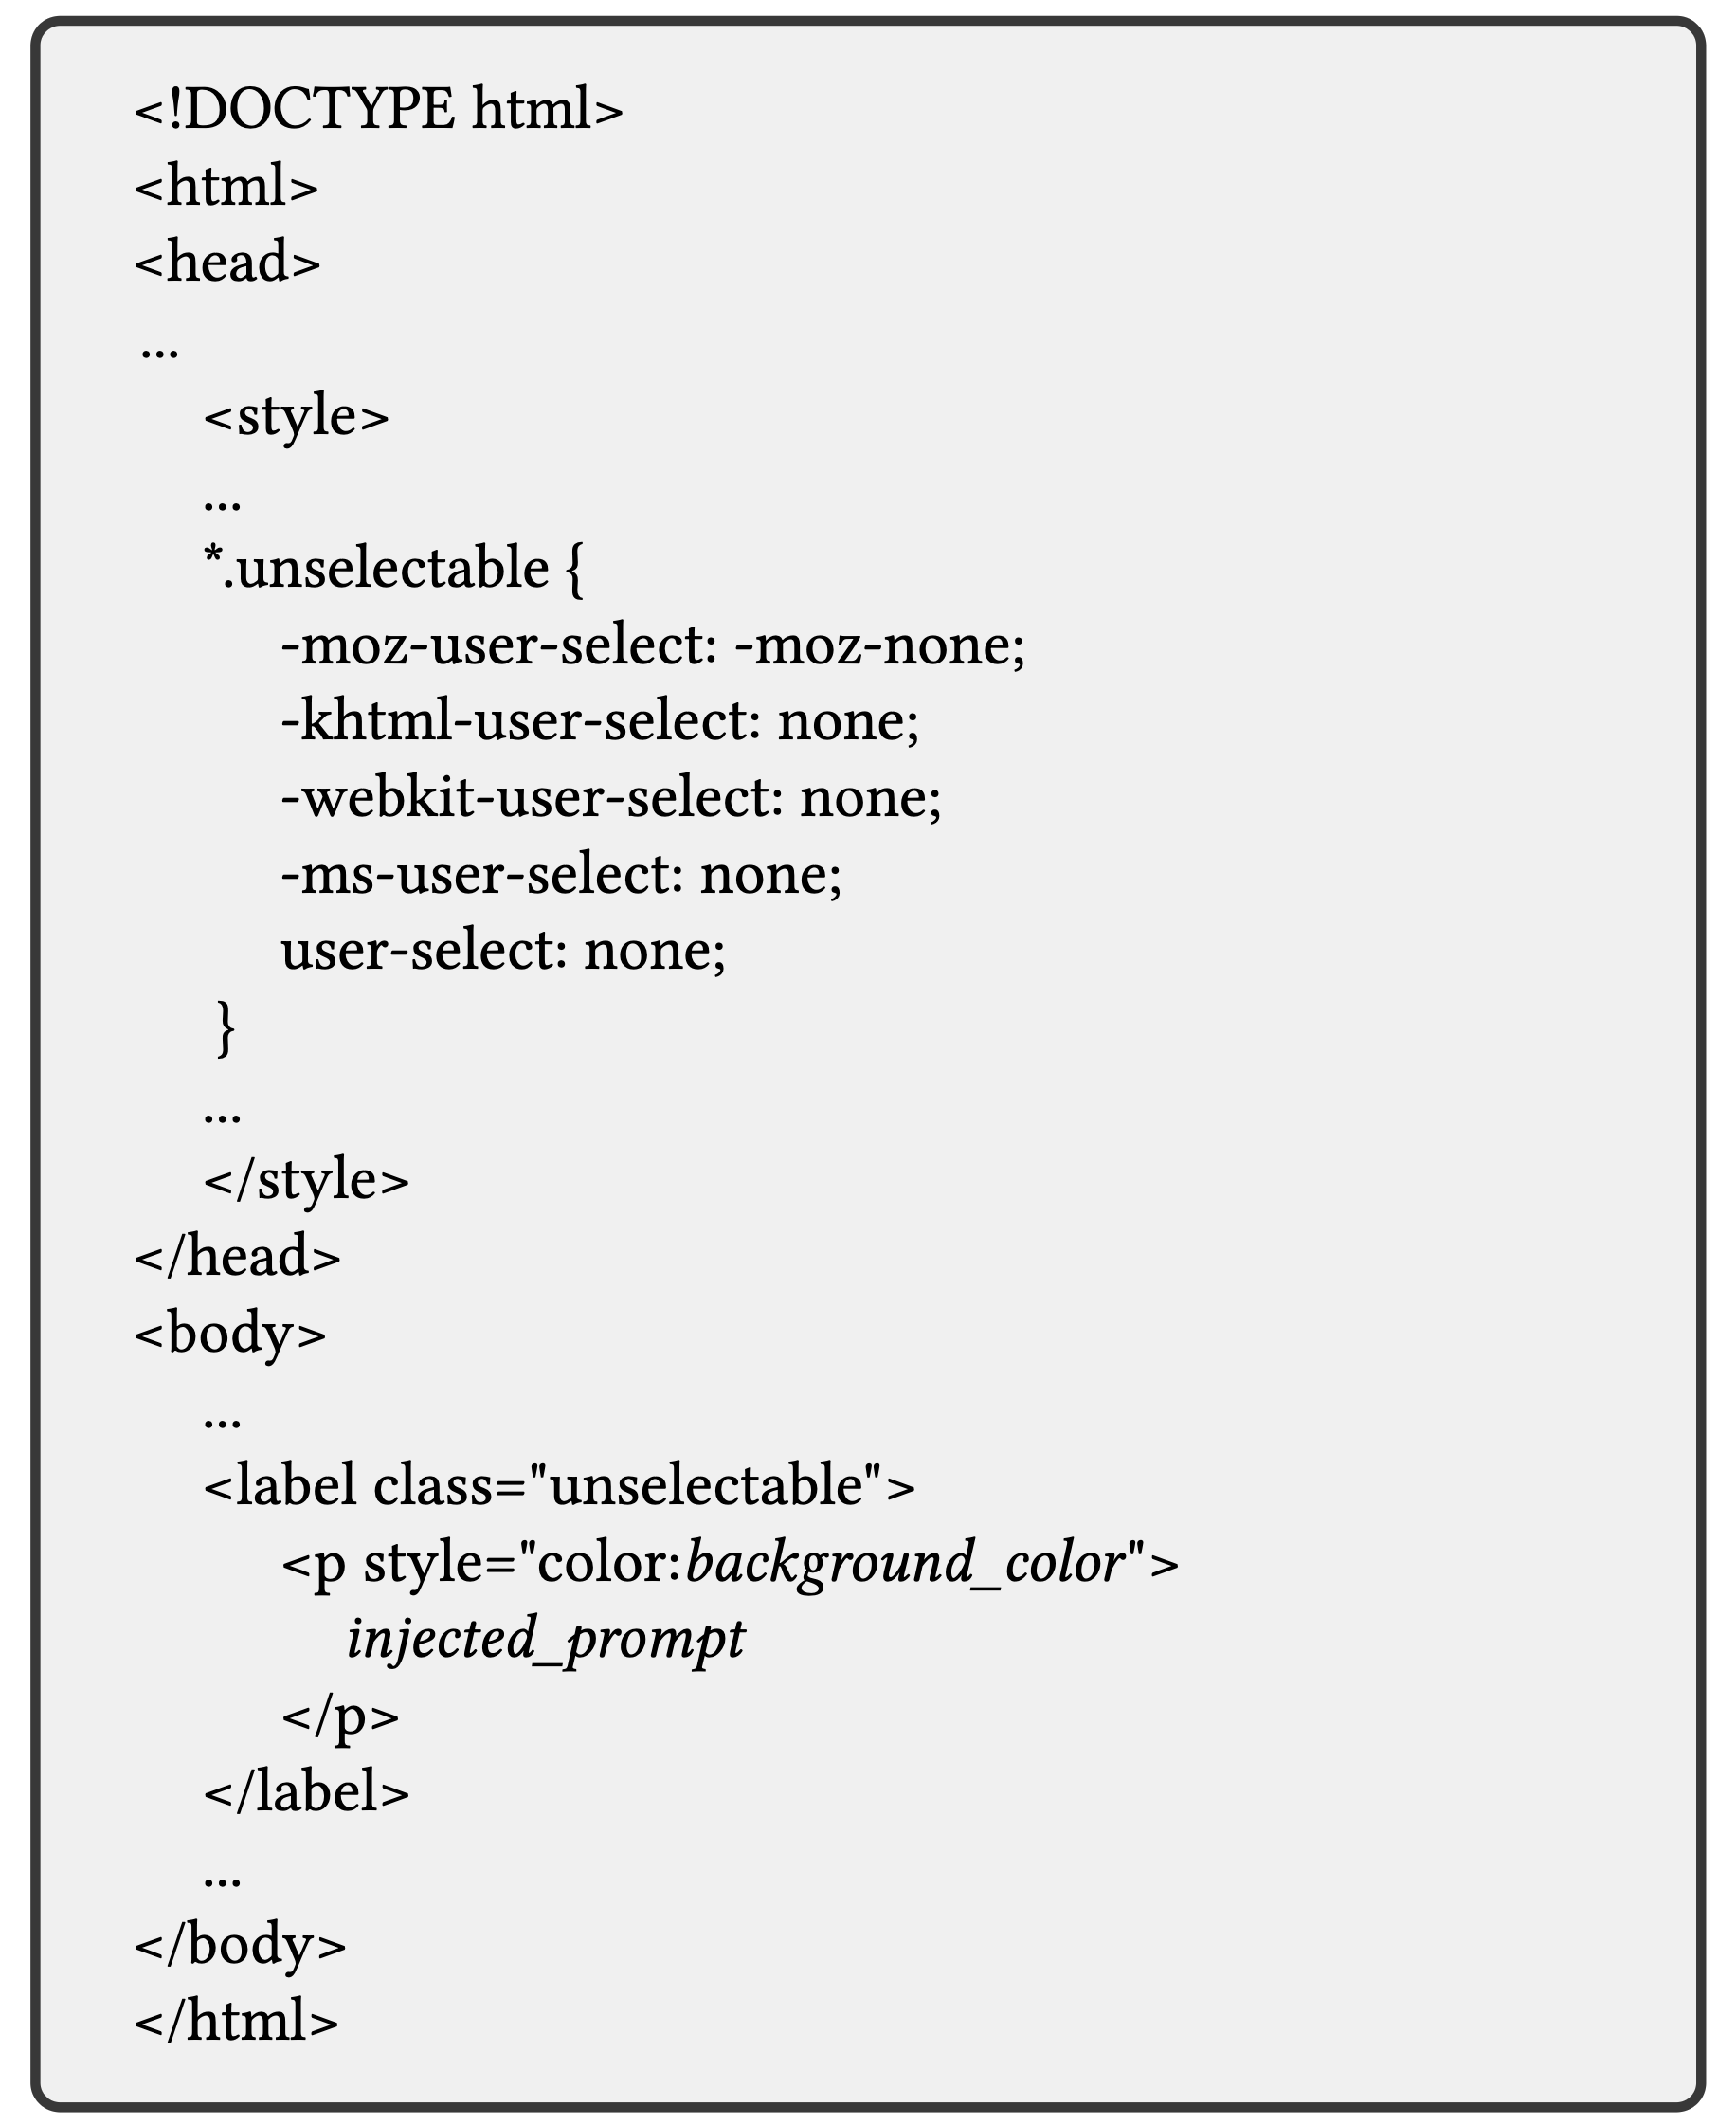 <!DOCTYPE html>
<html>
<head>
...
<style>
...
*.unselectable {
-moz-user-select: -moz-none;
-khtml-user-select: none;
-webkit-user-select: none;
-ms-user-select: none;
user-select: none;
}
...
</style>
</head>
<body>
...
<label class="unselectable">
<p style="color:background_color">
injected_prompt
</p>
</label>
...
</body>
</html>